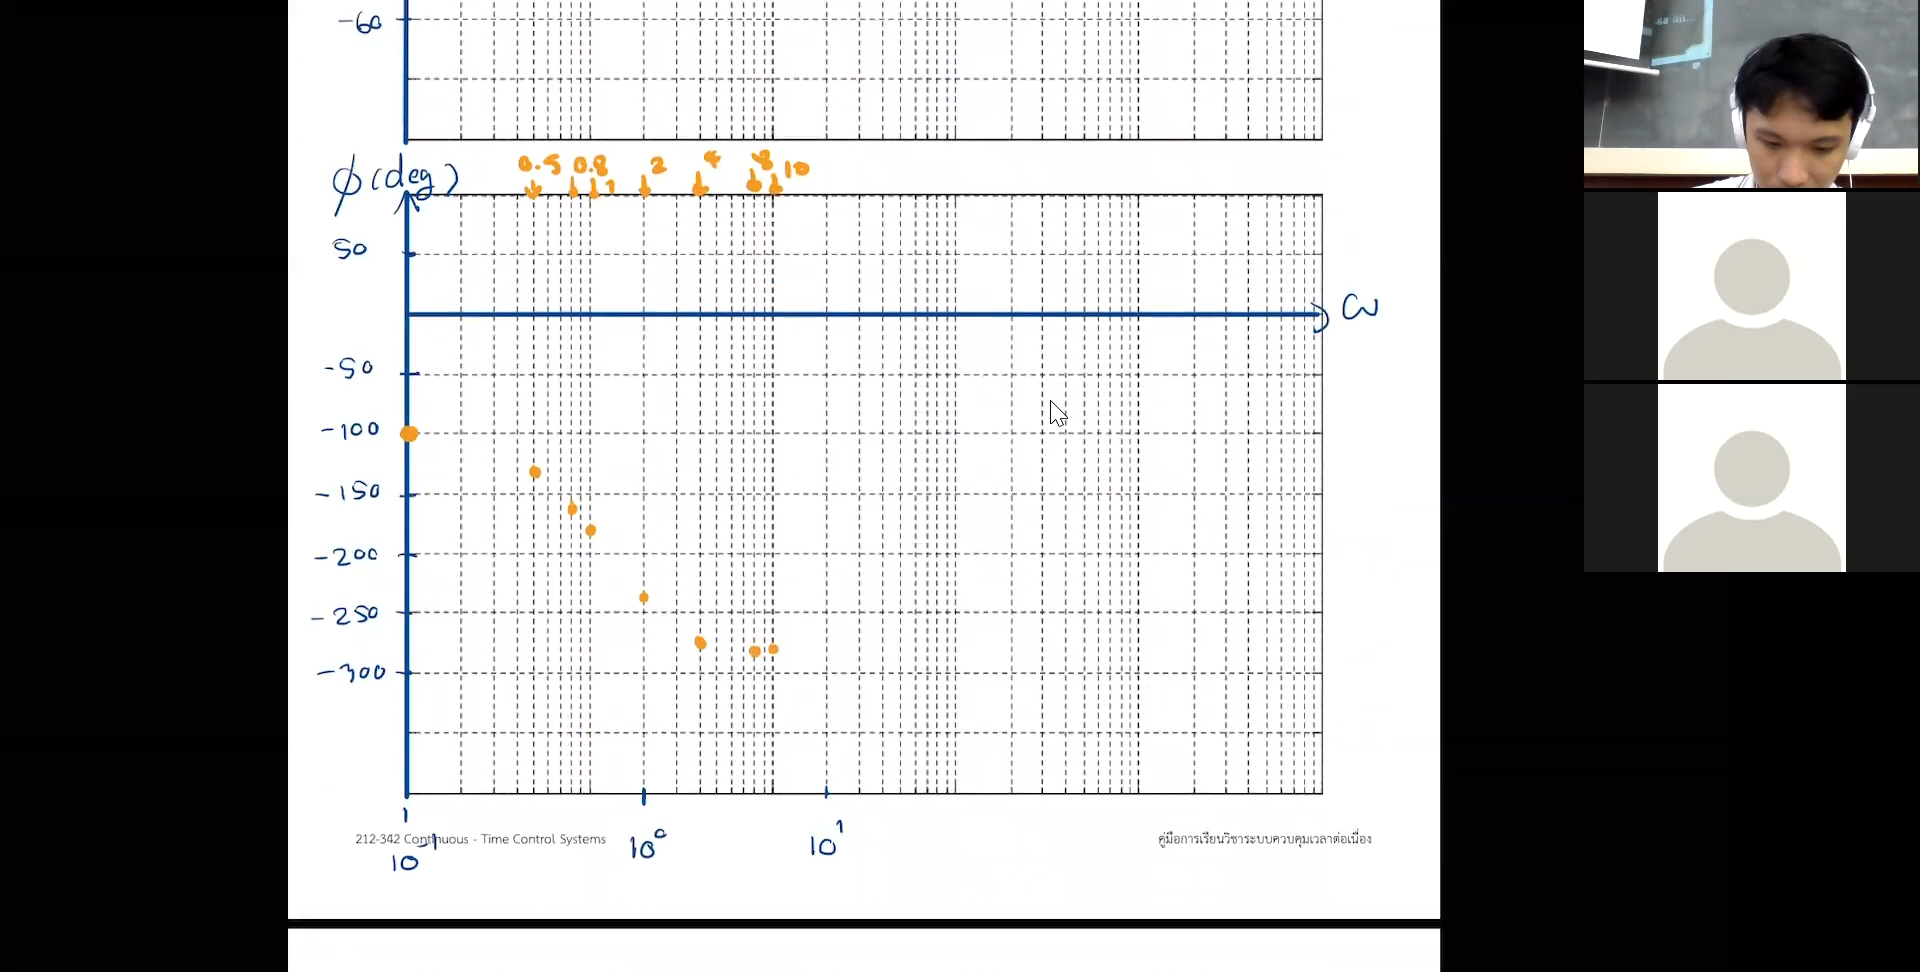 -60
ϕ(deg)
0.5 0.8 1 2 4 8 10
50
ω
-50
-100
-150
-200
-250
-300
10⁻¹ 10⁰ 10¹
212-342 Continuous - Time Control Systems
คู่มือการเรียนวิชาระบบควบคุมเวลาต่อเนื่อง